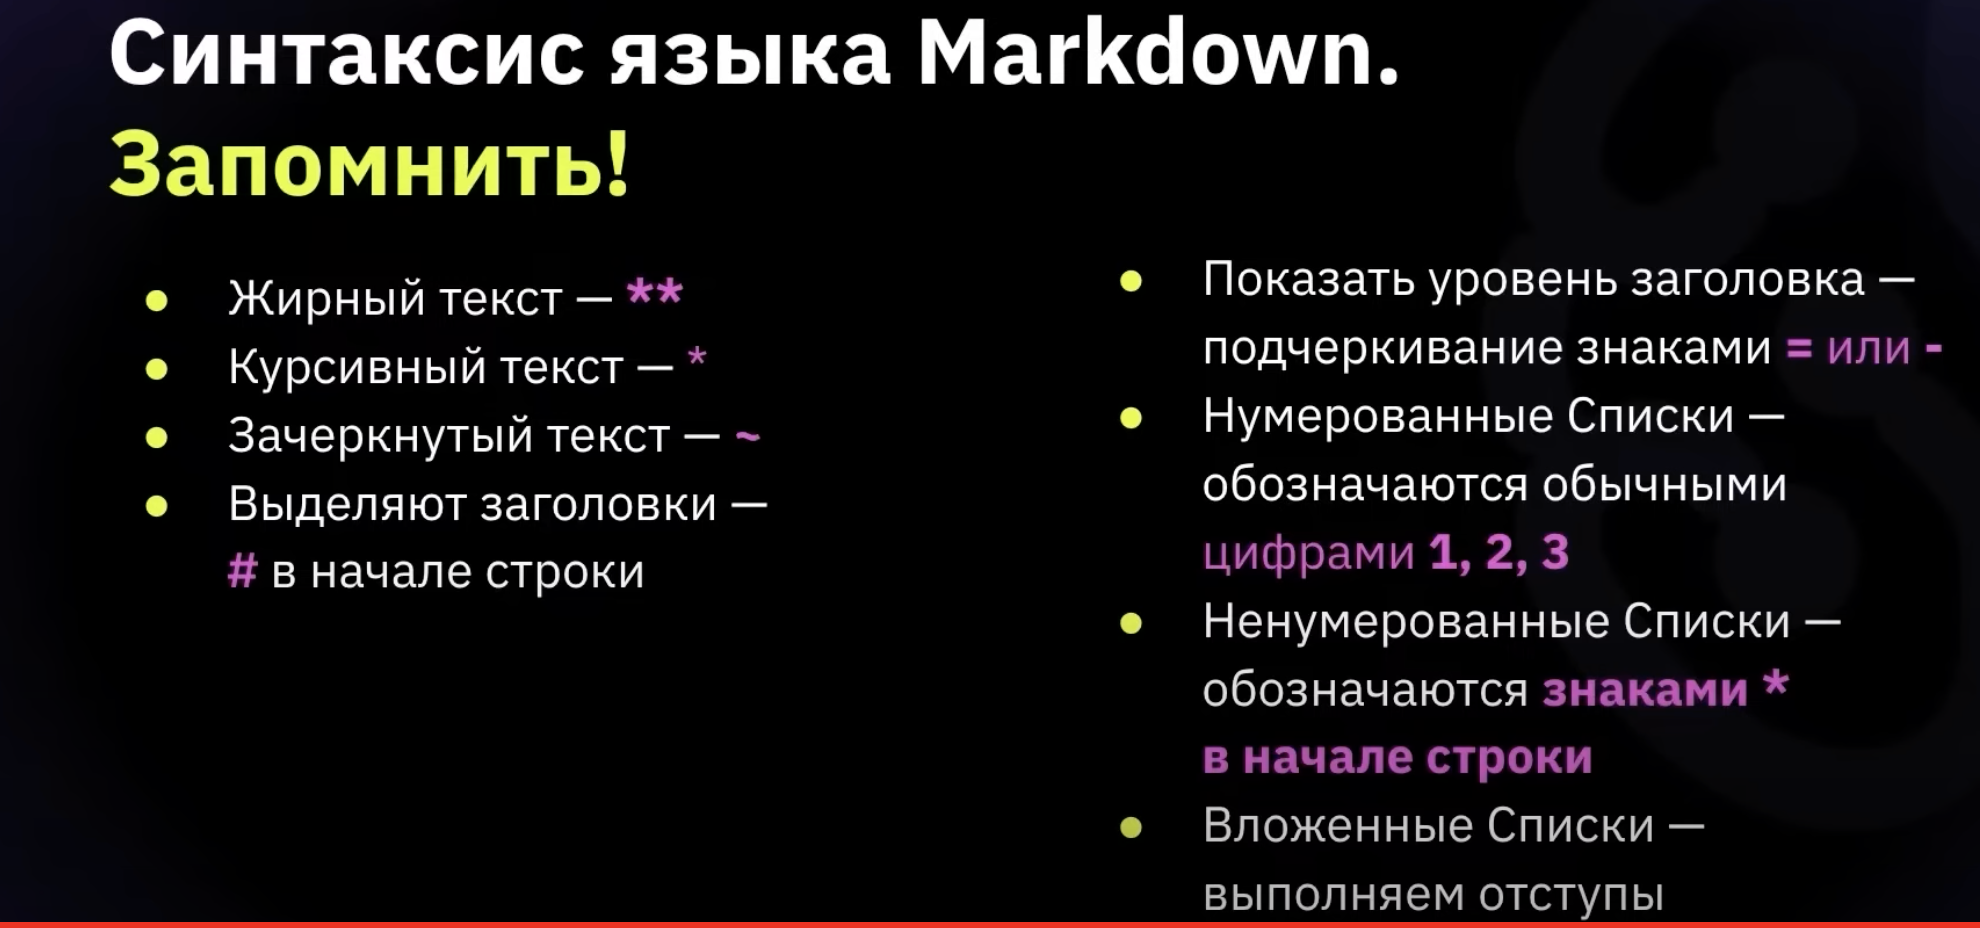 Синтаксис языка Markdown.
Запомнить!
● Жирный текст — **
● Курсивный текст — *
● Зачеркнутый текст — ~
● Выделяют заголовки —
# в начале строки
● Показать уровень заголовка —
подчеркивание знаками = или -
● Нумерованные Списки —
обозначаются обычными
цифрами 1, 2, 3
● Ненумерованные Списки —
обозначаются знаками *
в начале строки
● Вложенные Списки —
выполняем отступы